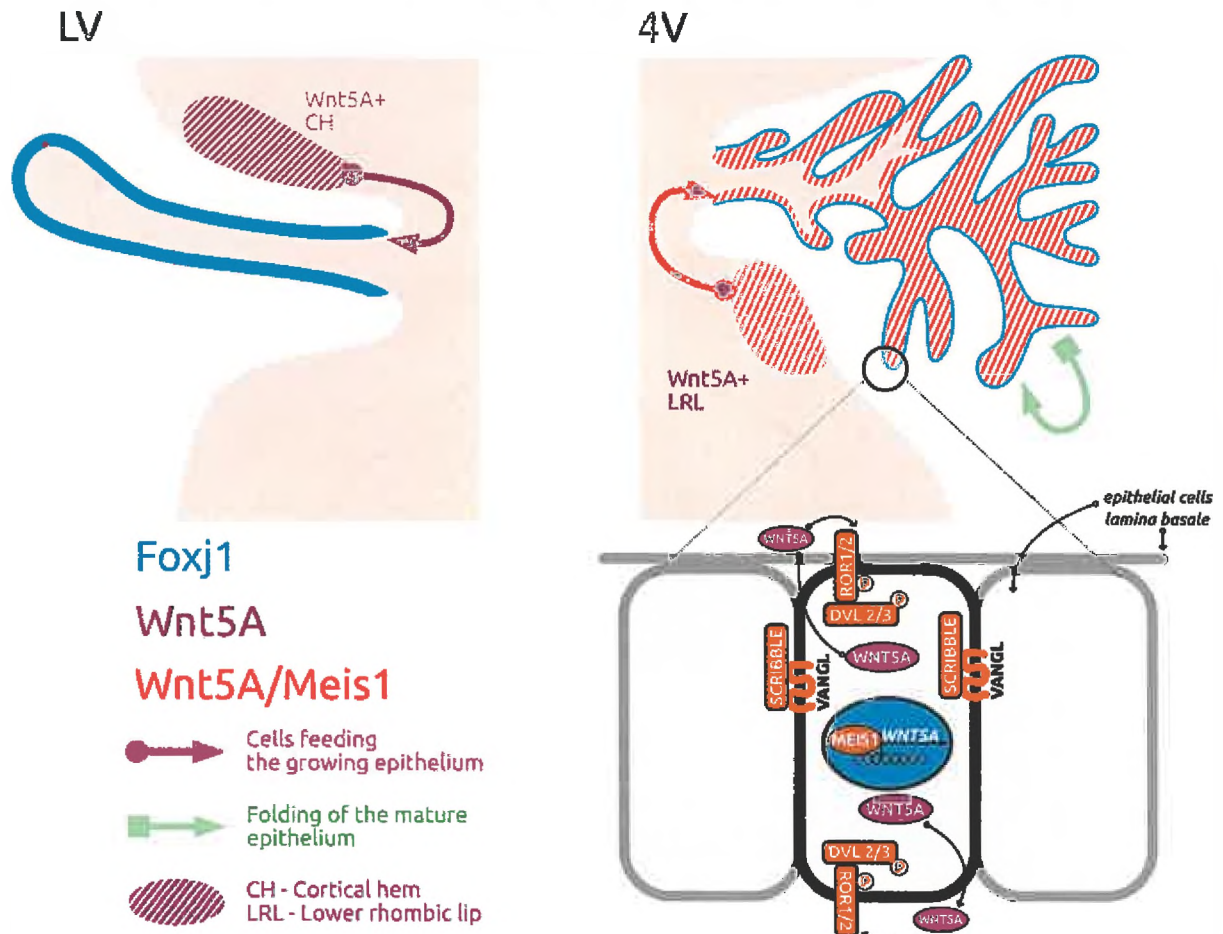 LV
4V
Wnt5A+
CH
Wnt5A+
LRL
epithelial cells
lamina basale
Foxj1
Wnt5A
Wnt5A/Meis1
Cells feeding
the growing epithelium
Folding of the mature
epithelium
CH - Cortical hem
LRL - Lower rhombic lip
WNT5A
ROR1/2
P
P
DVL 2/3
WNT5A
SCRIBBLE
VANGL
SCRIBBLE
VANGL
MEIS1
WNT5A
WNT5A
DVL 2/3
P
P
ROR1/2
WNT5A